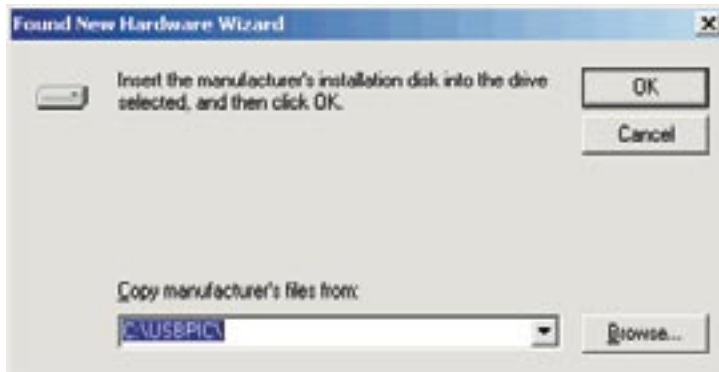 Found New Hardware Wizard
Insert the manufacturer's installation disk into the drive
selected, and then click OK.
OK
Cancel
Copy manufacturer's files from:
C:\USBPIC\
Browse...